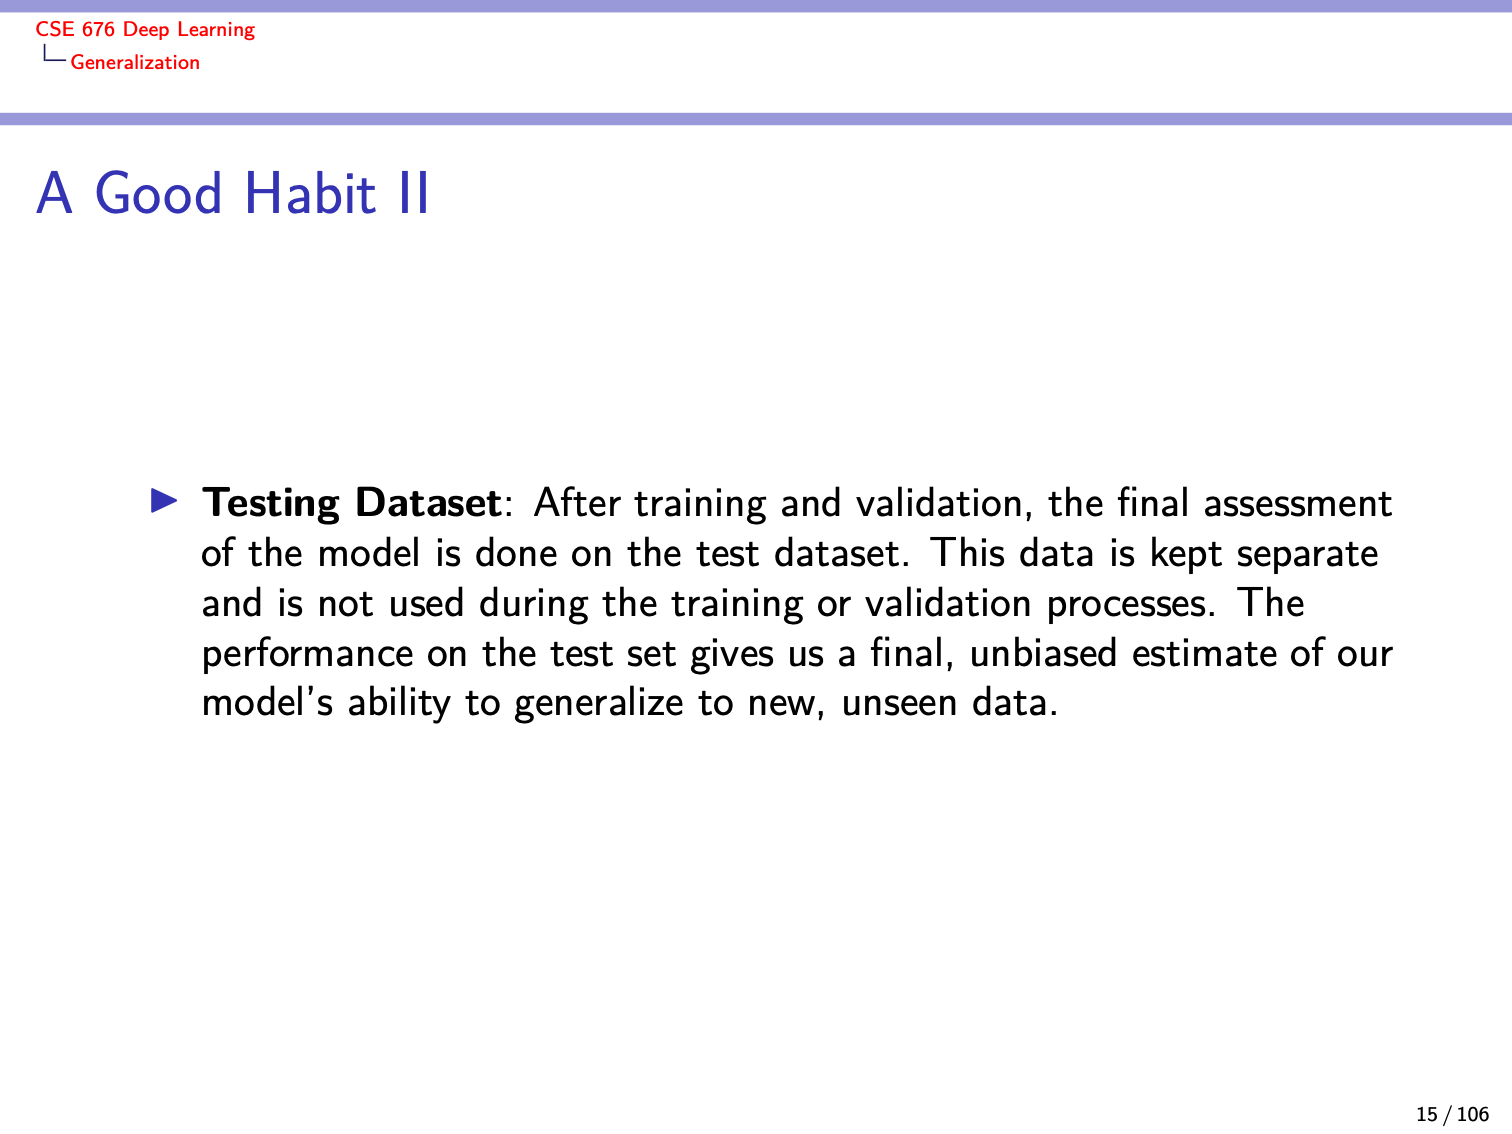 CSE 676 Deep Learning
Generalization
A Good Habit II
Testing Dataset: After training and validation, the final assessment
of the model is done on the test dataset. This data is kept separate
and is not used during the training or validation processes. The
performance on the test set gives us a final, unbiased estimate of our
model's ability to generalize to new, unseen data.
15 / 106